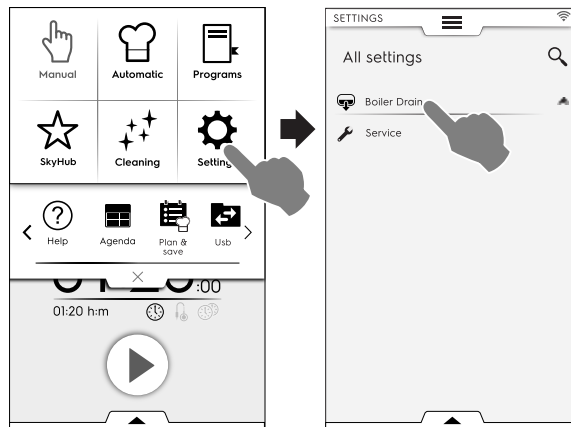 Manual Automatic Programs
SkyHub Cleaning Setting
Help Agenda Plan & save Usb
:00
01:20 h:m
SETTINGS
All settings
Boiler Drain
Service